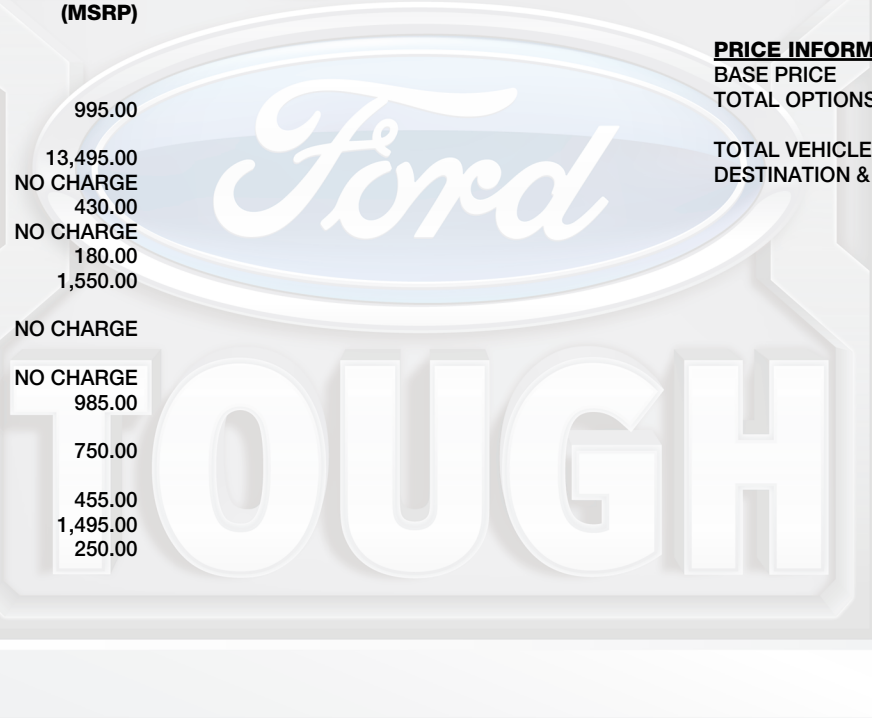 (MSRP)
995.00
13,495.00
NO CHARGE
430.00
NO CHARGE
180.00
1,550.00
NO CHARGE
NO CHARGE
985.00
750.00
455.00
1,495.00
250.00
PRICE INFORM
BASE PRICE
TOTAL OPTIONS
TOTAL VEHICLE
DESTINATION &
Ford
TOUGH